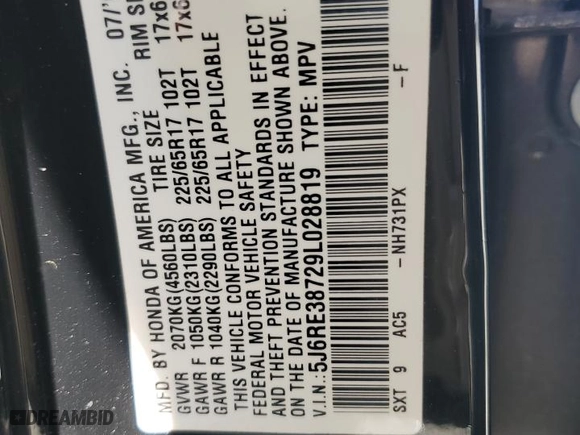 MFD. BY HONDA OF AMERICA MFG., INC. 07/
TIRE SIZE RIM SI
GVWR 2070KG(4560LBS)
GAWR F 1050KG(2310LBS) 225/65R17 102T 17x6
GAWR R 1040KG(2290LBS) 225/65R17 102T 17x6
THIS VEHICLE CONFORMS TO ALL APPLICABLE
FEDERAL MOTOR VEHICLE SAFETY
AND THEFT PREVENTION STANDARDS IN EFFECT
ON THE DATE OF MANUFACTURE SHOWN ABOVE.
V.I.N.: 5J6RE38729L028819 TYPE: MPV
SXT 9 AC5 -NH731PX -F
DREAMBID